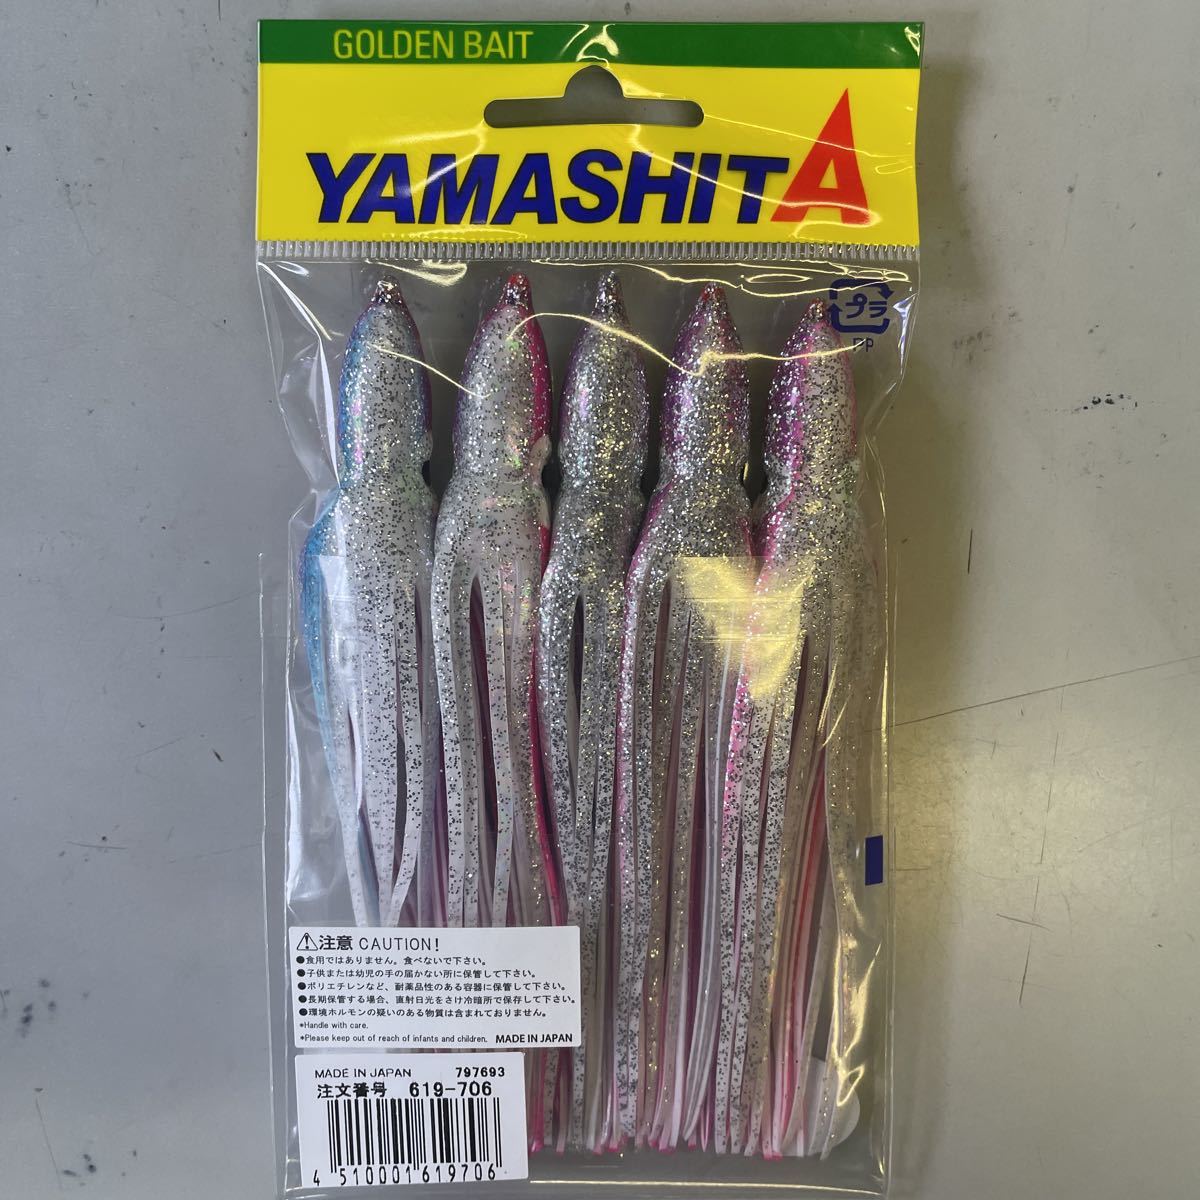 GOLDEN BAIT
YAMASHITA
プラ
PP
注意 CAUTION!
●食用ではありません。食べないで下さい。
●子供または幼児の手の届かない所に保管して下さい。
●ポリエチレンなど、耐薬品性のある容器に保管して下さい。
●長期保管する場合、直射日光をさけ冷暗所で保存して下さい。
●環境ホルモンの疑いのある物質は含まれておりません。
*Handle with care.
*Please keep out of reach of infants and children. MADE IN JAPAN
MADE IN JAPAN 797693
注文番号 619-706
4 510001 619706